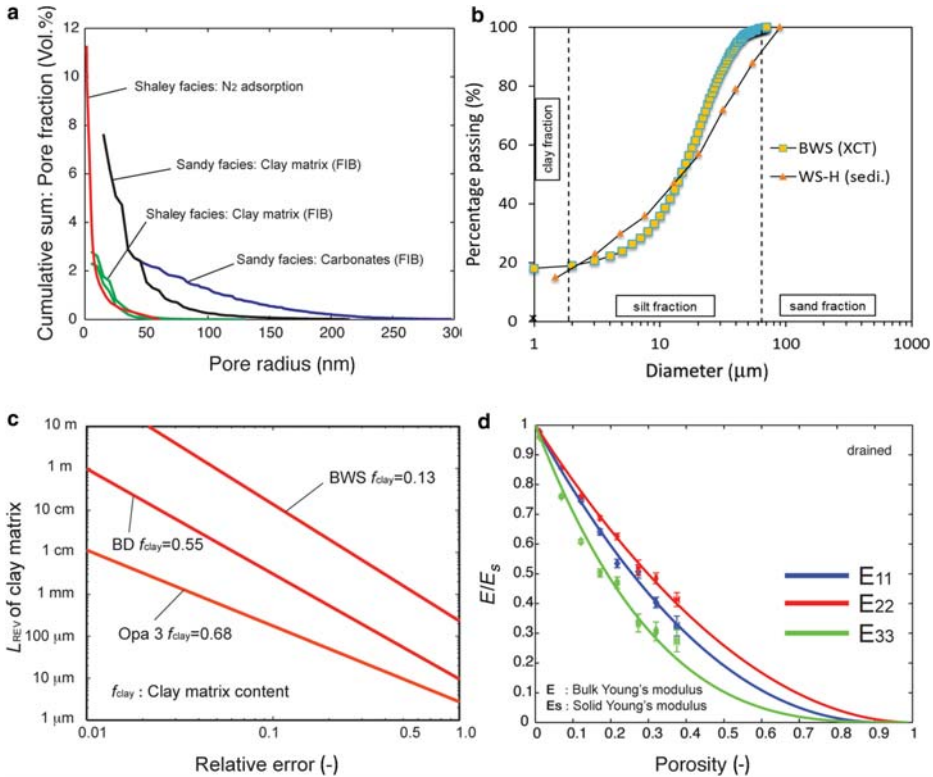 a
Cumulative sum: Pore fraction (Vol.%)
12
10
8
6
4
2
0
Shaley facies: N2 adsorption
Sandy facies: Clay matrix (FIB)
Shaley facies: Clay matrix (FIB)
Sandy facies: Carbonates (FIB)
0 50 100 150 200 250 300
Pore radius (nm)
b
Percentage passing (%)
100
80
60
40
20
0
clay fraction
BWS (XCT)
WS-H (sedi.)
silt fraction
sand fraction
1 10 100 1000
Diameter (μm)
c
LREV of clay matrix
10 m
1 m
10 cm
1 cm
1 mm
100 μm
10 μm
1 μm
BWS fclay=0.13
BD fclay=0.55
Opa 3 fclay=0.68
fclay : Clay matrix content
0.01 0.1 1.0
Relative error (-)
d
E/Es
1
0.9
0.8
0.7
0.6
0.5
0.4
0.3
0.2
0.1
0
drained
E11
E22
E33
E : Bulk Young's modulus
Es : Solid Young's modulus
0 0.1 0.2 0.3 0.4 0.5 0.6 0.7 0.8 0.9 1
Porosity (-)